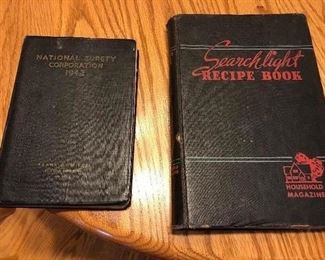 NATIONAL SURETY
CORPORATION
1943
Searchlight
RECIPE BOOK
HOUSEHOLD
MAGAZINE